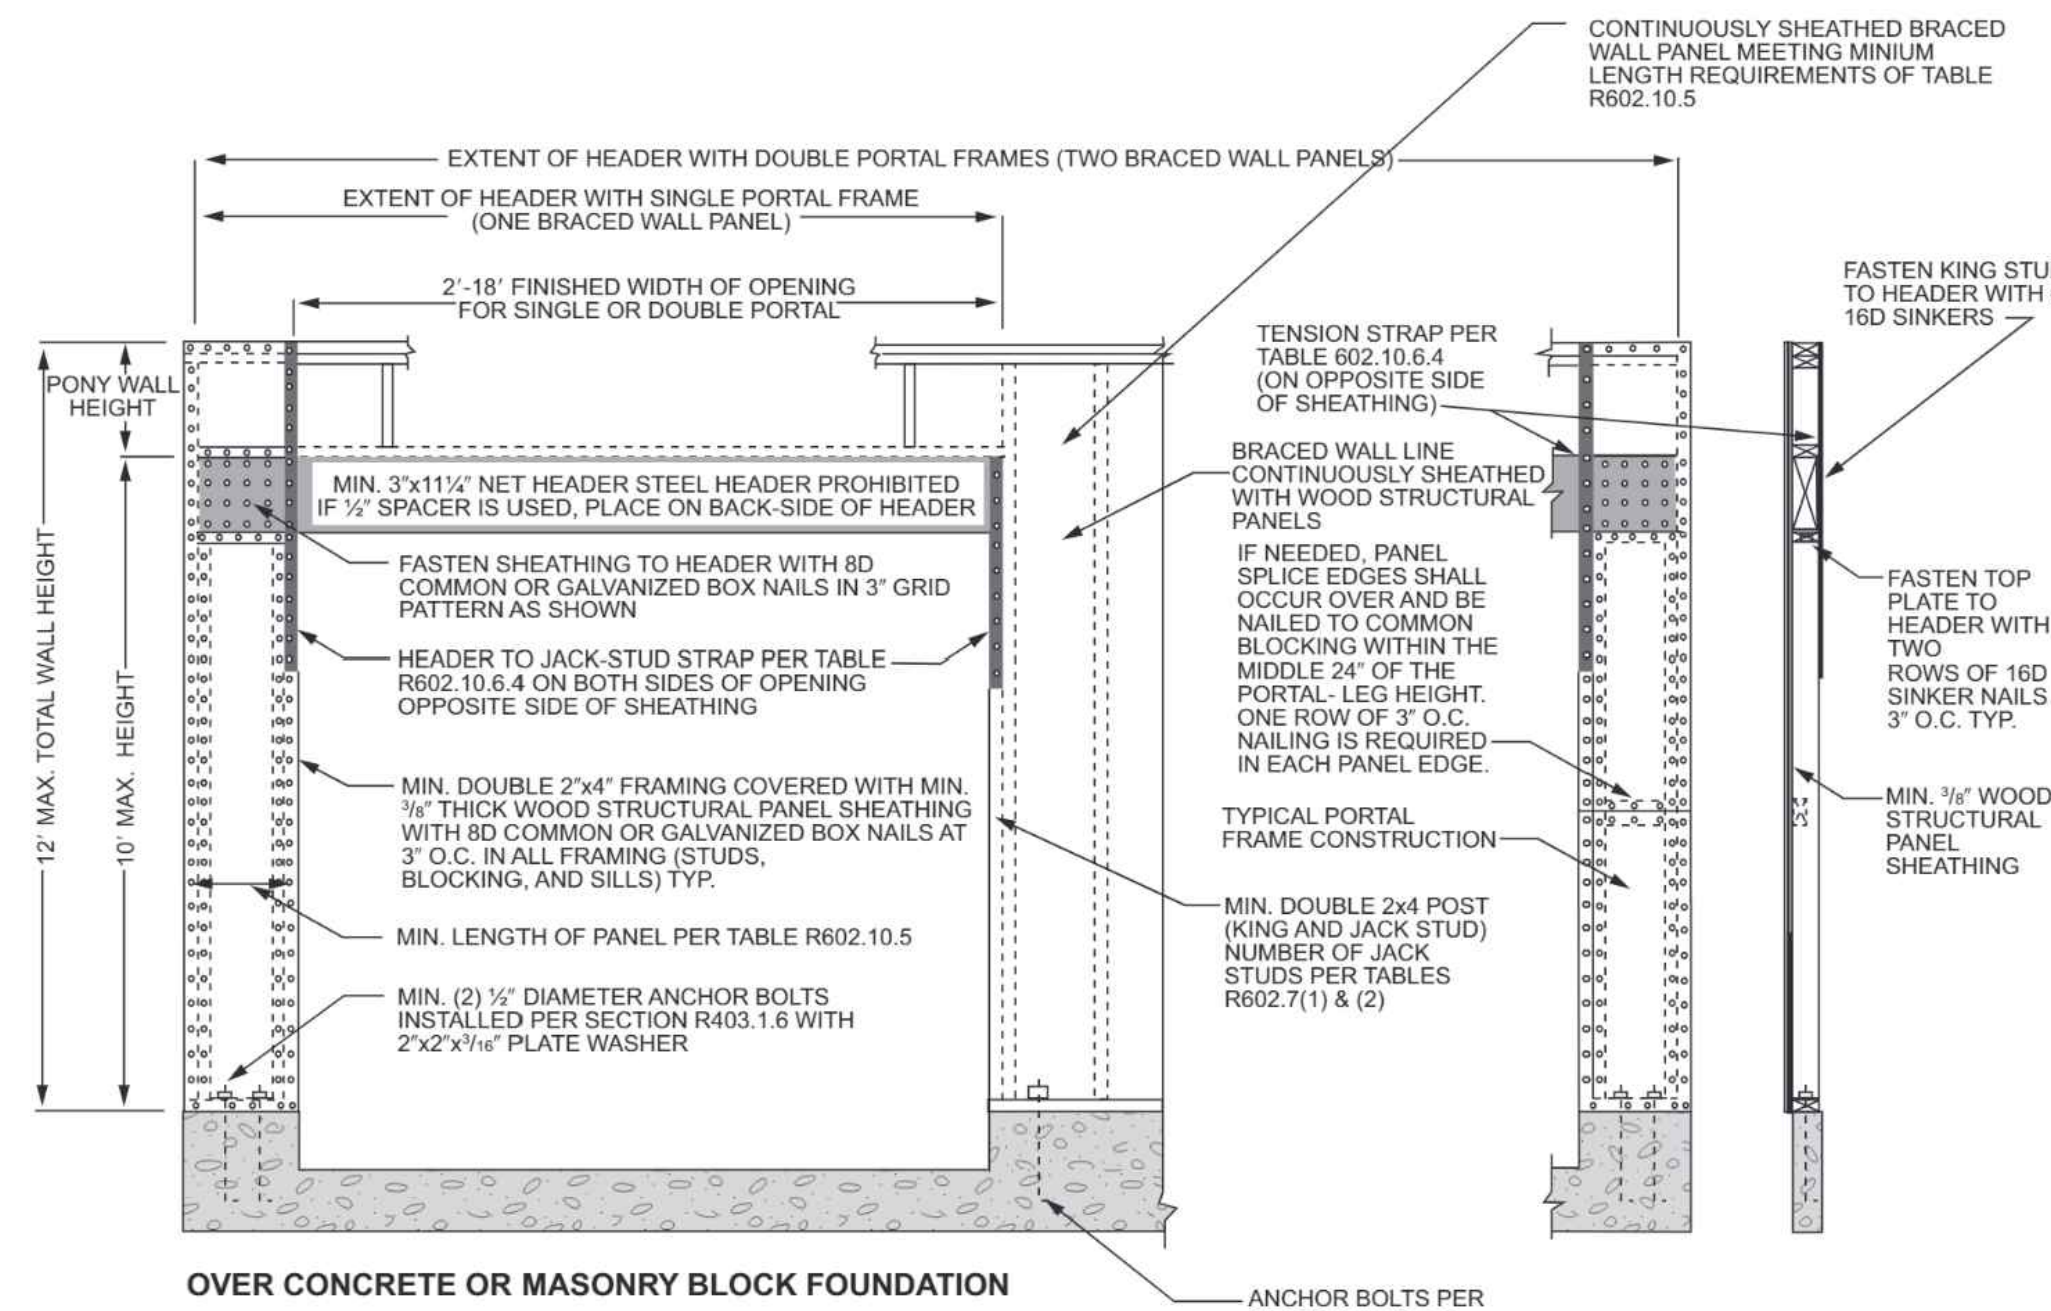 CONTINUOUSLY SHEATHED BRACED
WALL PANEL MEETING MINIUM
LENGTH REQUIREMENTS OF TABLE
R602.10.5
EXTENT OF HEADER WITH DOUBLE PORTAL FRAMES (TWO BRACED WALL PANELS)
EXTENT OF HEADER WITH SINGLE PORTAL FRAME
(ONE BRACED WALL PANEL)
2′-18′ FINISHED WIDTH OF OPENING
FOR SINGLE OR DOUBLE PORTAL
FASTEN KING STU
TO HEADER WITH
16D SINKERS
TENSION STRAP PER
TABLE 602.10.6.4
(ON OPPOSITE SIDE
OF SHEATHING)
PONY WALL
HEIGHT
BRACED WALL LINE
CONTINUOUSLY SHEATHED
WITH WOOD STRUCTURAL
PANELS
MIN. 3″x11¼″ NET HEADER STEEL HEADER PROHIBITED
IF ½″ SPACER IS USED, PLACE ON BACK-SIDE OF HEADER
12′ MAX. TOTAL WALL HEIGHT
10′ MAX. HEIGHT
FASTEN SHEATHING TO HEADER WITH 8D
COMMON OR GALVANIZED BOX NAILS IN 3″ GRID
PATTERN AS SHOWN
IF NEEDED, PANEL
SPLICE EDGES SHALL
OCCUR OVER AND BE
NAILED TO COMMON
BLOCKING WITHIN THE
MIDDLE 24″ OF THE
PORTAL- LEG HEIGHT.
ONE ROW OF 3″ O.C.
NAILING IS REQUIRED
IN EACH PANEL EDGE.
FASTEN TOP
PLATE TO
HEADER WITH
TWO
ROWS OF 16D
SINKER NAILS
3″ O.C. TYP.
HEADER TO JACK-STUD STRAP PER TABLE
R602.10.6.4 ON BOTH SIDES OF OPENING
OPPOSITE SIDE OF SHEATHING
MIN. DOUBLE 2″x4″ FRAMING COVERED WITH MIN.
3/8″ THICK WOOD STRUCTURAL PANEL SHEATHING
WITH 8D COMMON OR GALVANIZED BOX NAILS AT
3″ O.C. IN ALL FRAMING (STUDS,
BLOCKING, AND SILLS) TYP.
TYPICAL PORTAL
FRAME CONSTRUCTION
MIN. 3/8″ WOOD
STRUCTURAL
PANEL
SHEATHING
MIN. LENGTH OF PANEL PER TABLE R602.10.5
MIN. DOUBLE 2x4 POST
(KING AND JACK STUD)
NUMBER OF JACK
STUDS PER TABLES
R602.7(1) & (2)
MIN. (2) ½″ DIAMETER ANCHOR BOLTS
INSTALLED PER SECTION R403.1.6 WITH
2″x2″x3/16″ PLATE WASHER
OVER CONCRETE OR MASONRY BLOCK FOUNDATION
ANCHOR BOLTS PER